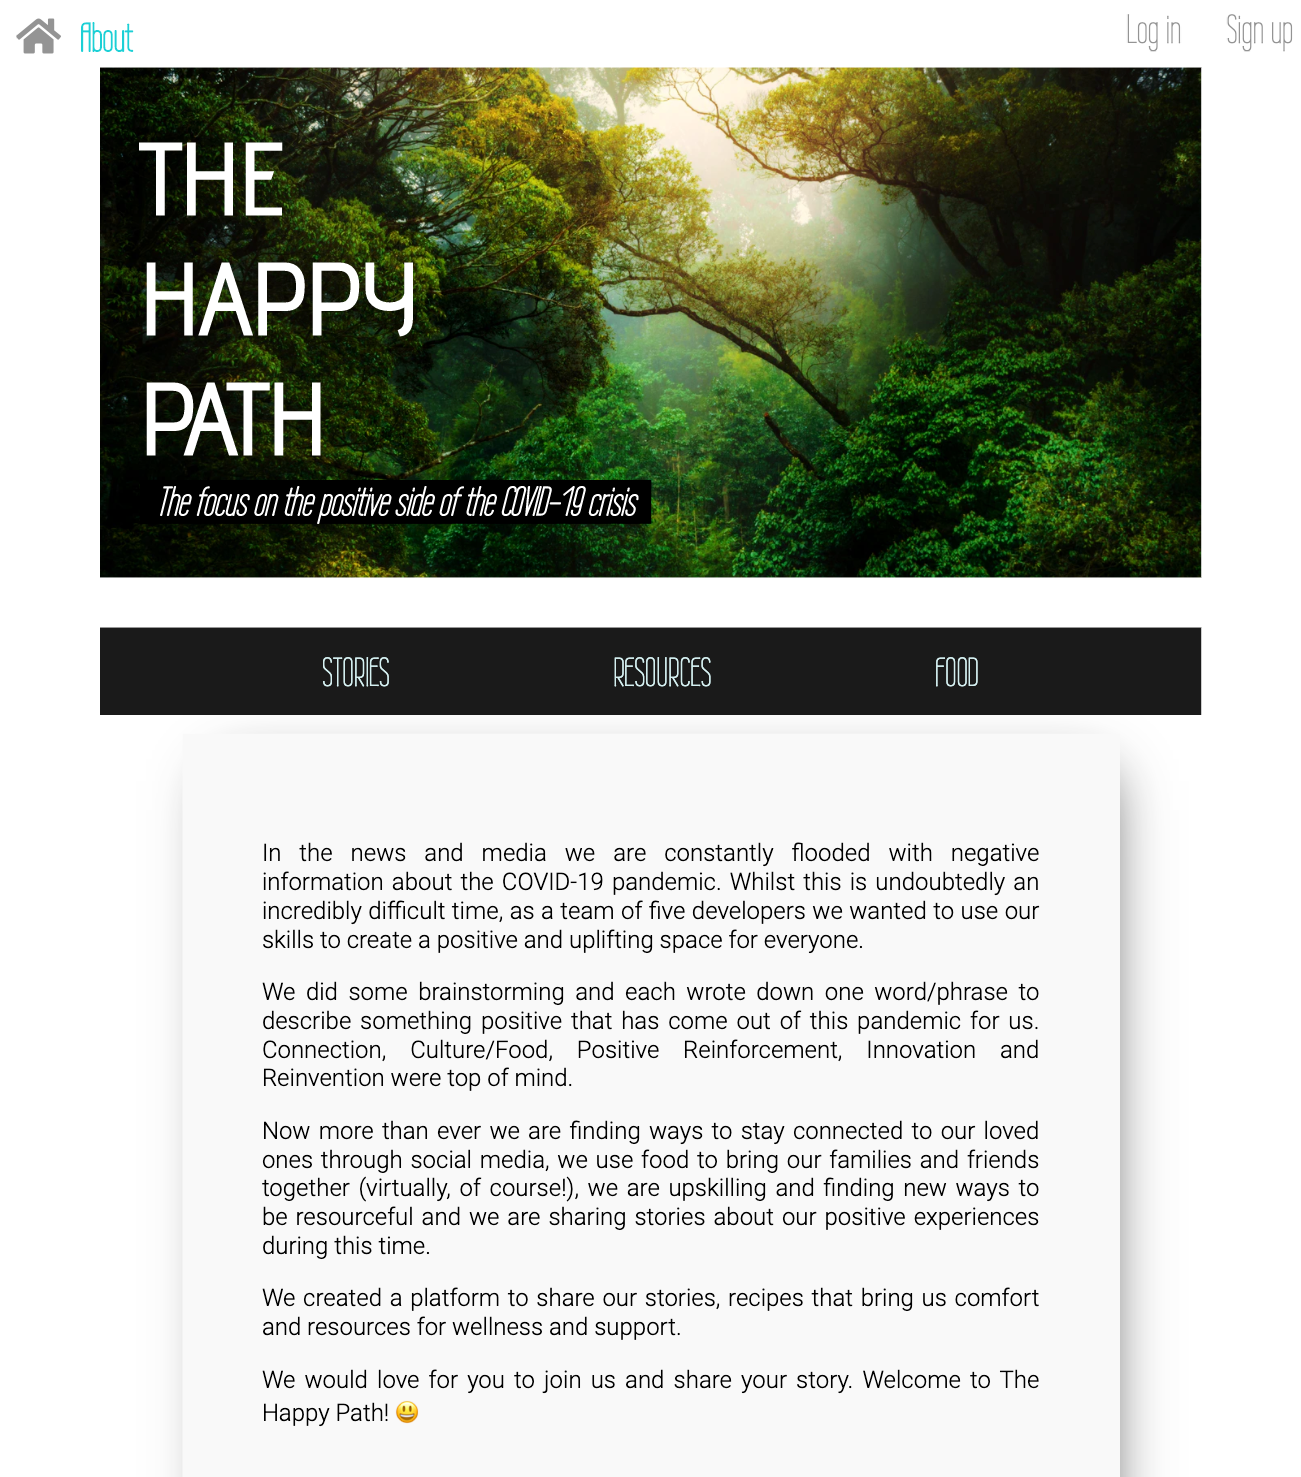 About
Log in
Sign up
THE
HAPPY
PATH
The focus on the positive side of the COVID-19 crisis
STORIES
RESOURCES
FOOD
In the news and media we are constantly flooded with negative
information about the COVID-19 pandemic. Whilst this is undoubtedly an
incredibly difficult time, as a team of five developers we wanted to use our
skills to create a positive and uplifting space for everyone.
We did some brainstorming and each wrote down one word/phrase to
describe something positive that has come out of this pandemic for us.
Connection, Culture/Food, Positive Reinforcement, Innovation and
Reinvention were top of mind.
Now more than ever we are finding ways to stay connected to our loved
ones through social media, we use food to bring our families and friends
together (virtually, of course!), we are upskilling and finding new ways to
be resourceful and we are sharing stories about our positive experiences
during this time.
We created a platform to share our stories, recipes that bring us comfort
and resources for wellness and support.
We would love for you to join us and share your story. Welcome to The
Happy Path! 😃